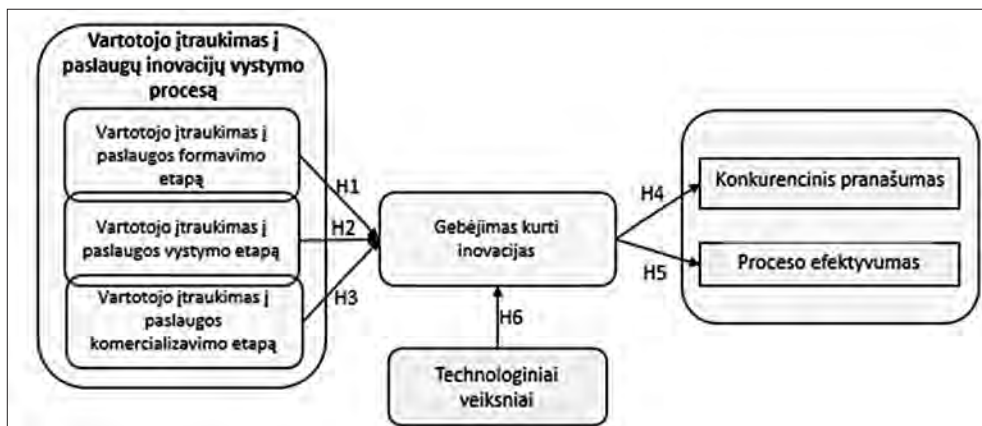 Vartotojo įtraukimas į
paslaugų inovacijų vystymo
procesą
Vartotojo įtraukimas į
paslaugos formavimo
etapą
H1
Vartotojo įtraukimas į
paslaugos vystymo etapą
H2
Vartotojo įtraukimas į
paslaugos
komercializavimo etapą
H3
Gebėjimas kurti
inovacijas
H4
Konkurencinis pranašumas
H5
Proceso efektyvumas
H6
Technologiniai
veiksniai